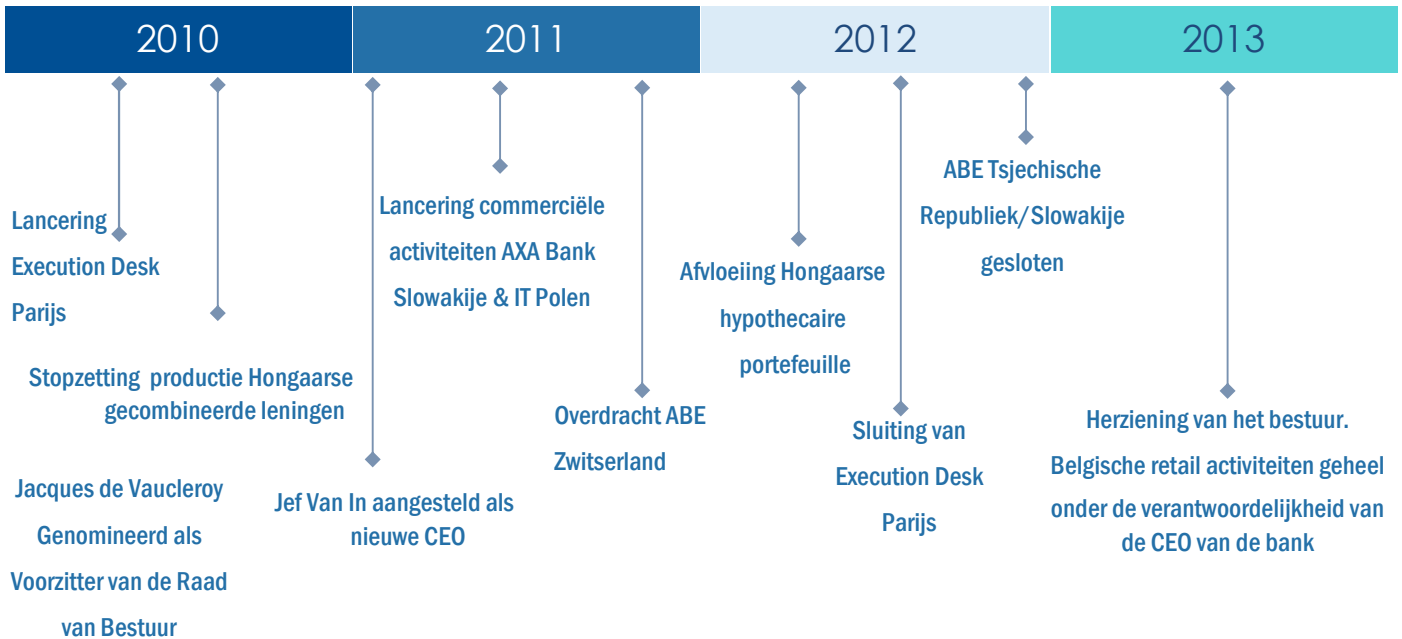 2010
2011
2012
2013
Lancering
Execution Desk
Parijs
Stopzetting productie Hongaarse
gecombineerde leningen
Jacques de Vaucleroy
Genomineerd als
Voorzitter van de Raad
van Bestuur
Jef Van In aangesteld als
nieuwe CEO
Lancering commerciële
activiteiten AXA Bank
Slowakije & IT Polen
Overdracht ABE
Zwitserland
Afvloeiing Hongaarse
hypothecaire
portefeuille
Sluiting van
Execution Desk
Parijs
ABE Tsjechische
Republiek/Slowakije
gesloten
Herziening van het bestuur.
Belgische retail activiteiten geheel
onder de verantwoordelijkheid van
de CEO van de bank